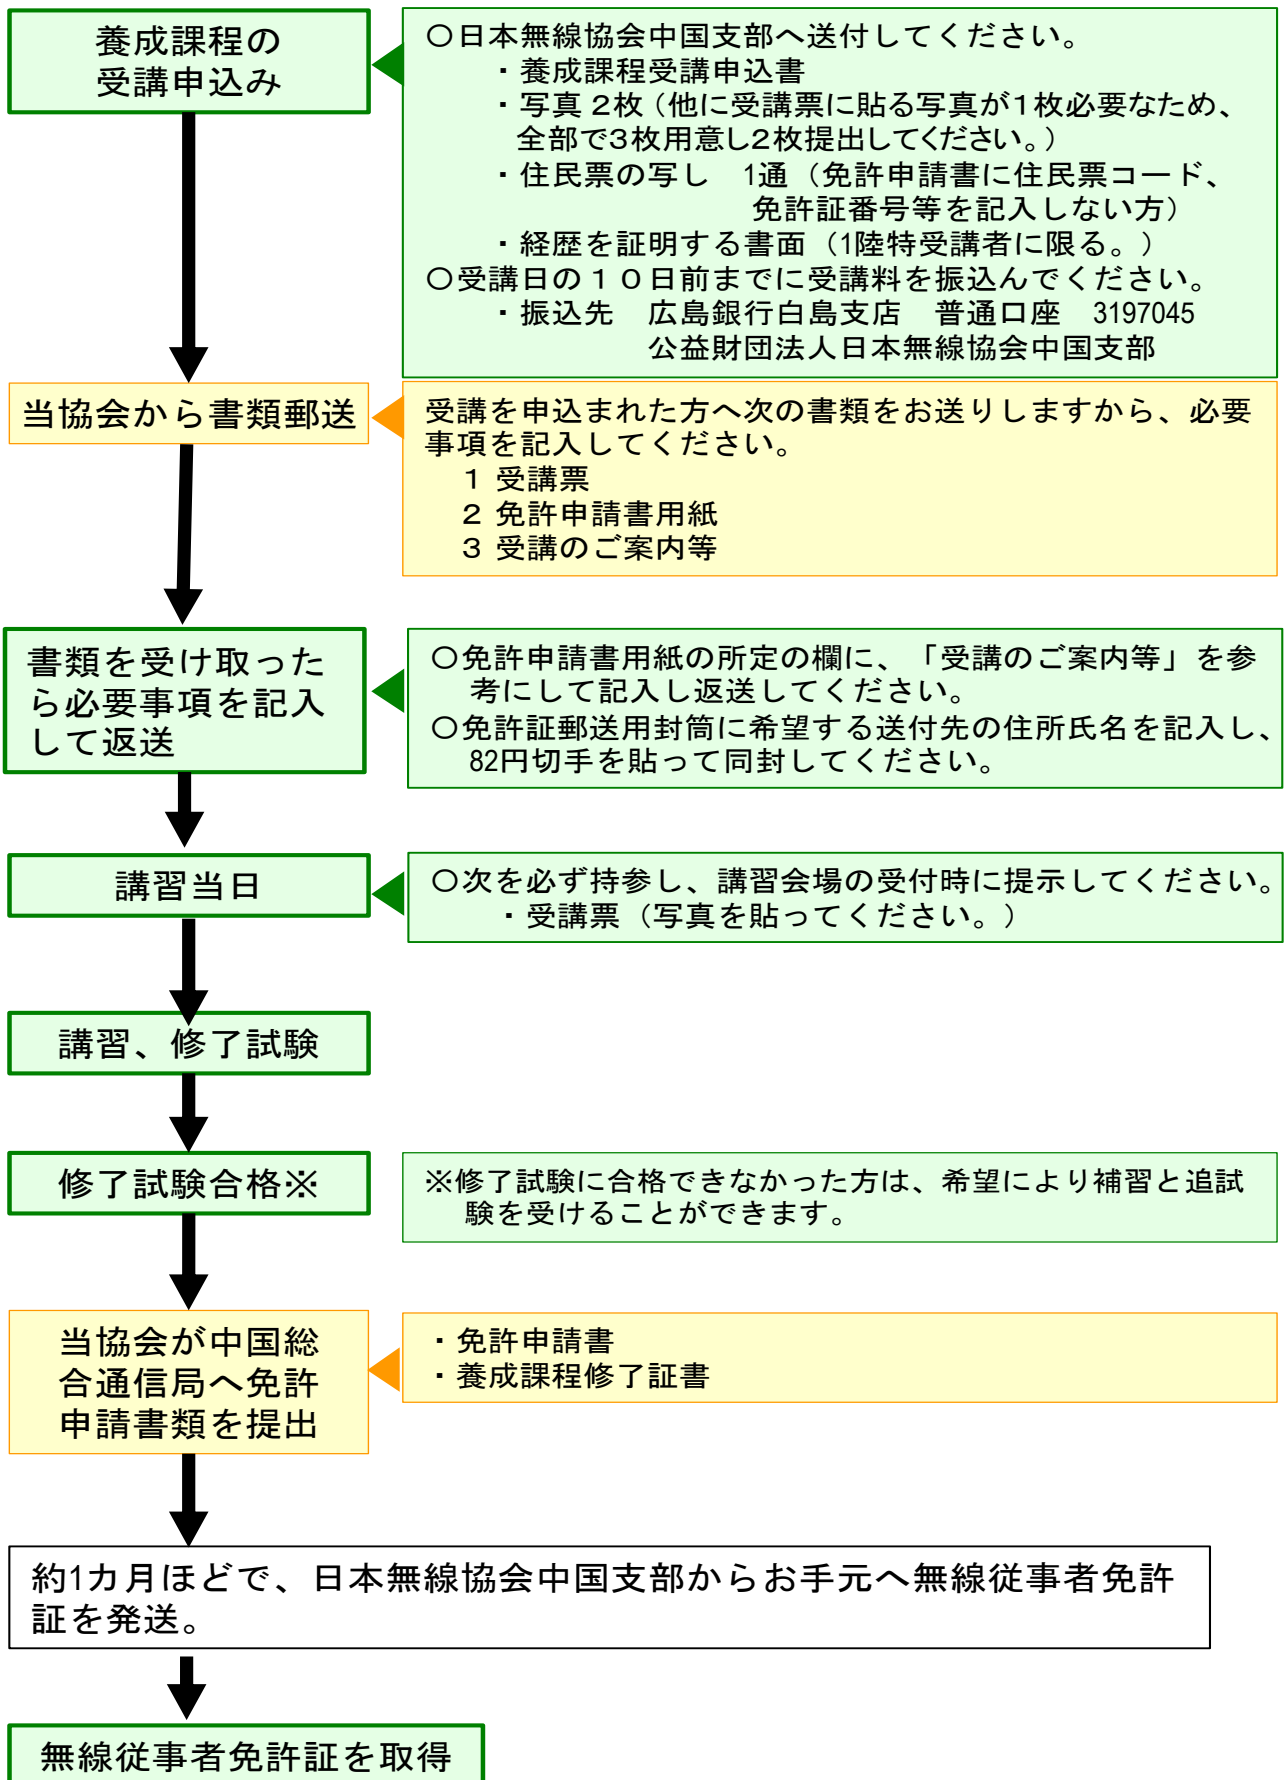 養成課程の
受講申込み
○日本無線協会中国支部へ送付してください。
・養成課程受講申込書
・写真 2枚（他に受講票に貼る写真が１枚必要なため、
全部で3枚用意し2枚提出してください。）
・住民票の写し　1通（免許申請書に住民票コード、
免許証番号等を記入しない方）
・経歴を証明する書面（1陸特受講者に限る。）
○受講日の１０日前までに受講料を振込んでください。
・振込先　広島銀行白島支店　普通口座　3197045
公益財団法人日本無線協会中国支部
当協会から書類郵送
受講を申込まれた方へ次の書類をお送りしますから、必要
事項を記入してください。
１ 受講票
２ 免許申請書用紙
３ 受講のご案内等
書類を受け取った
ら必要事項を記入
して返送
○免許申請書用紙の所定の欄に、「受講のご案内等」を参
考にして記入し返送してください。
○免許証郵送用封筒に希望する送付先の住所氏名を記入し、
82円切手を貼って同封してください。
講習当日
○次を必ず持参し、講習会場の受付時に提示してください。
・受講票（写真を貼ってください。）
講習、修了試験
修了試験合格※
※修了試験に合格できなかった方は、希望により補習と追試
験を受けることができます。
当協会が中国総
合通信局へ免許
申請書類を提出
・免許申請書
・養成課程修了証書
約1カ月ほどで、日本無線協会中国支部からお手元へ無線従事者免許
証を発送。
無線従事者免許証を取得